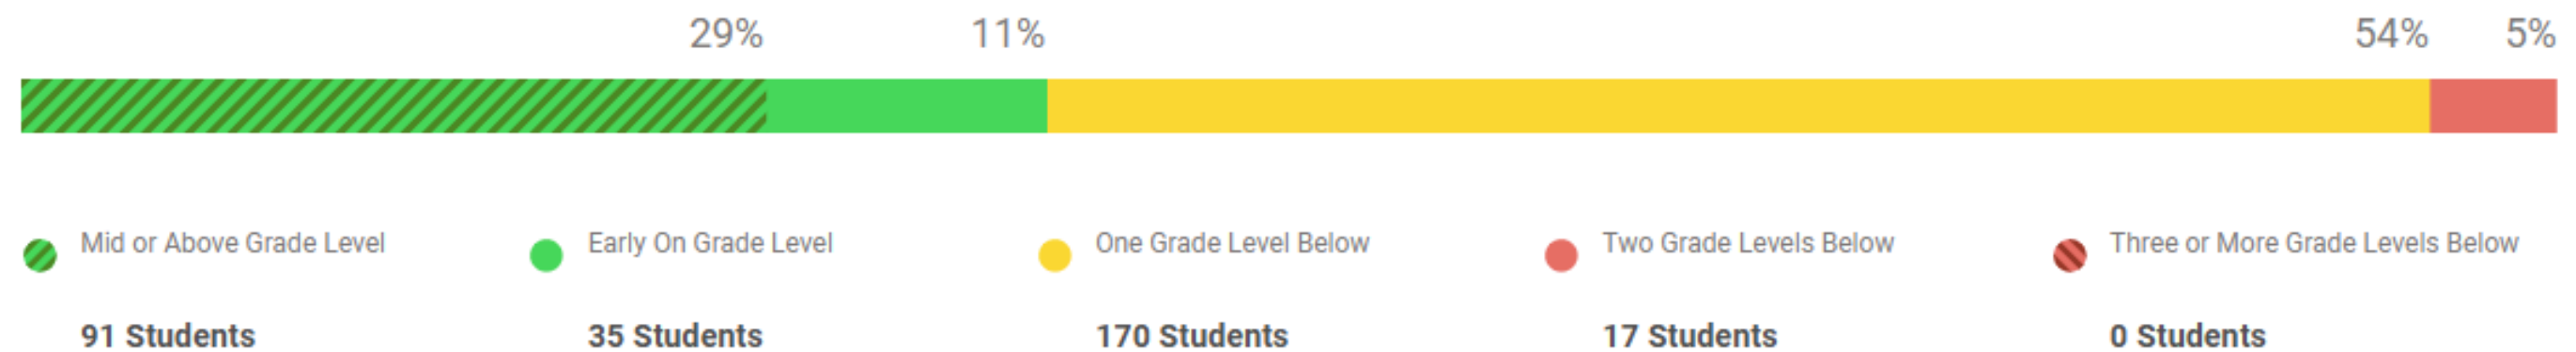 29% 11% 54% 5%
Mid or Above Grade Level Early On Grade Level One Grade Level Below Two Grade Levels Below Three or More Grade Levels Below
91 Students 35 Students 170 Students 17 Students 0 Students